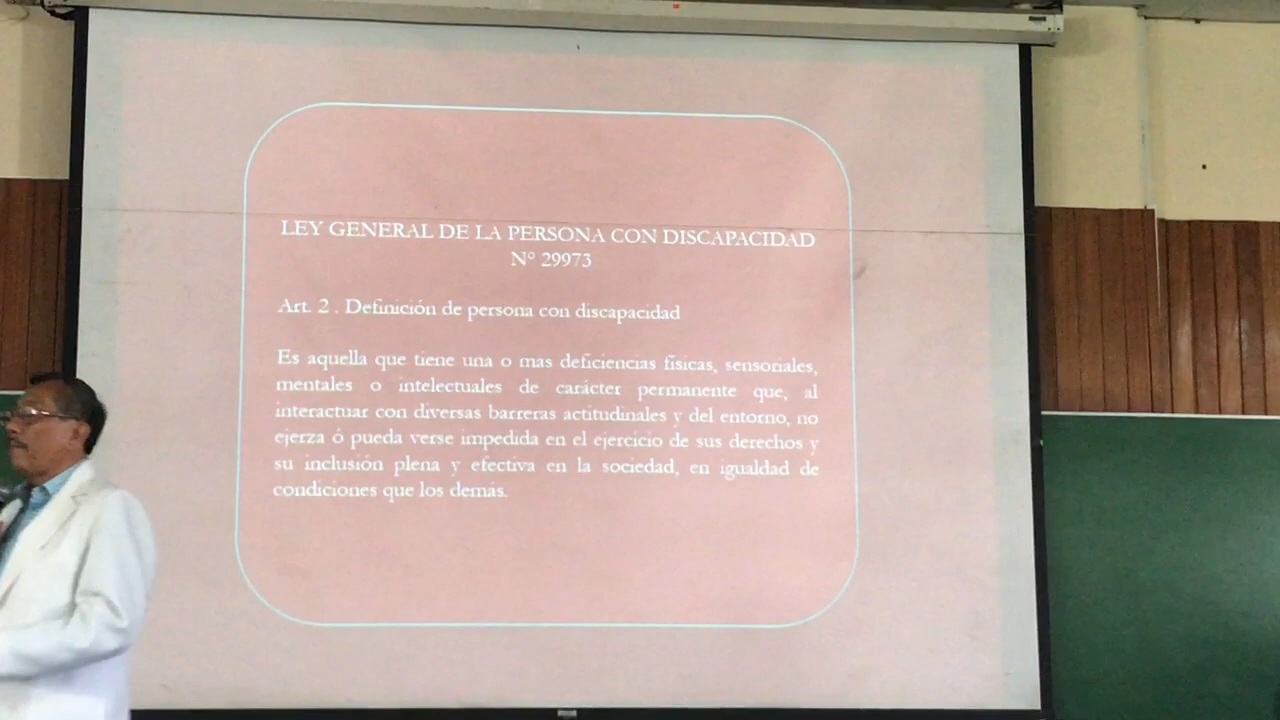 LEY GENERAL DE LA PERSONA CON DISCAPACIDAD
N° 29973
Art. 2 . Definición de persona con discapacidad
Es aquella que tiene una o mas deficiencias físicas, sensoriales,
mentales o intelectuales de carácter permanente que, al
interactuar con diversas barreras actitudinales y del entorno, no
ejerza ó pueda verse impedida en el ejercicio de sus derechos y
su inclusión plena y efectiva en la sociedad, en igualdad de
condiciones que los demás.